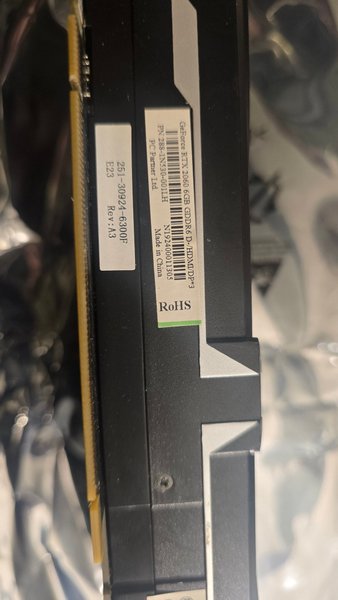 GeForce RTX 2060 6GB GDDR6 D-/HDMI/DP*3
P/N 288-1N530-001LH
PC Partner Ltd
N192400011305
Made in China
RoHS
251-30924-6300F
E23 Rev:A3